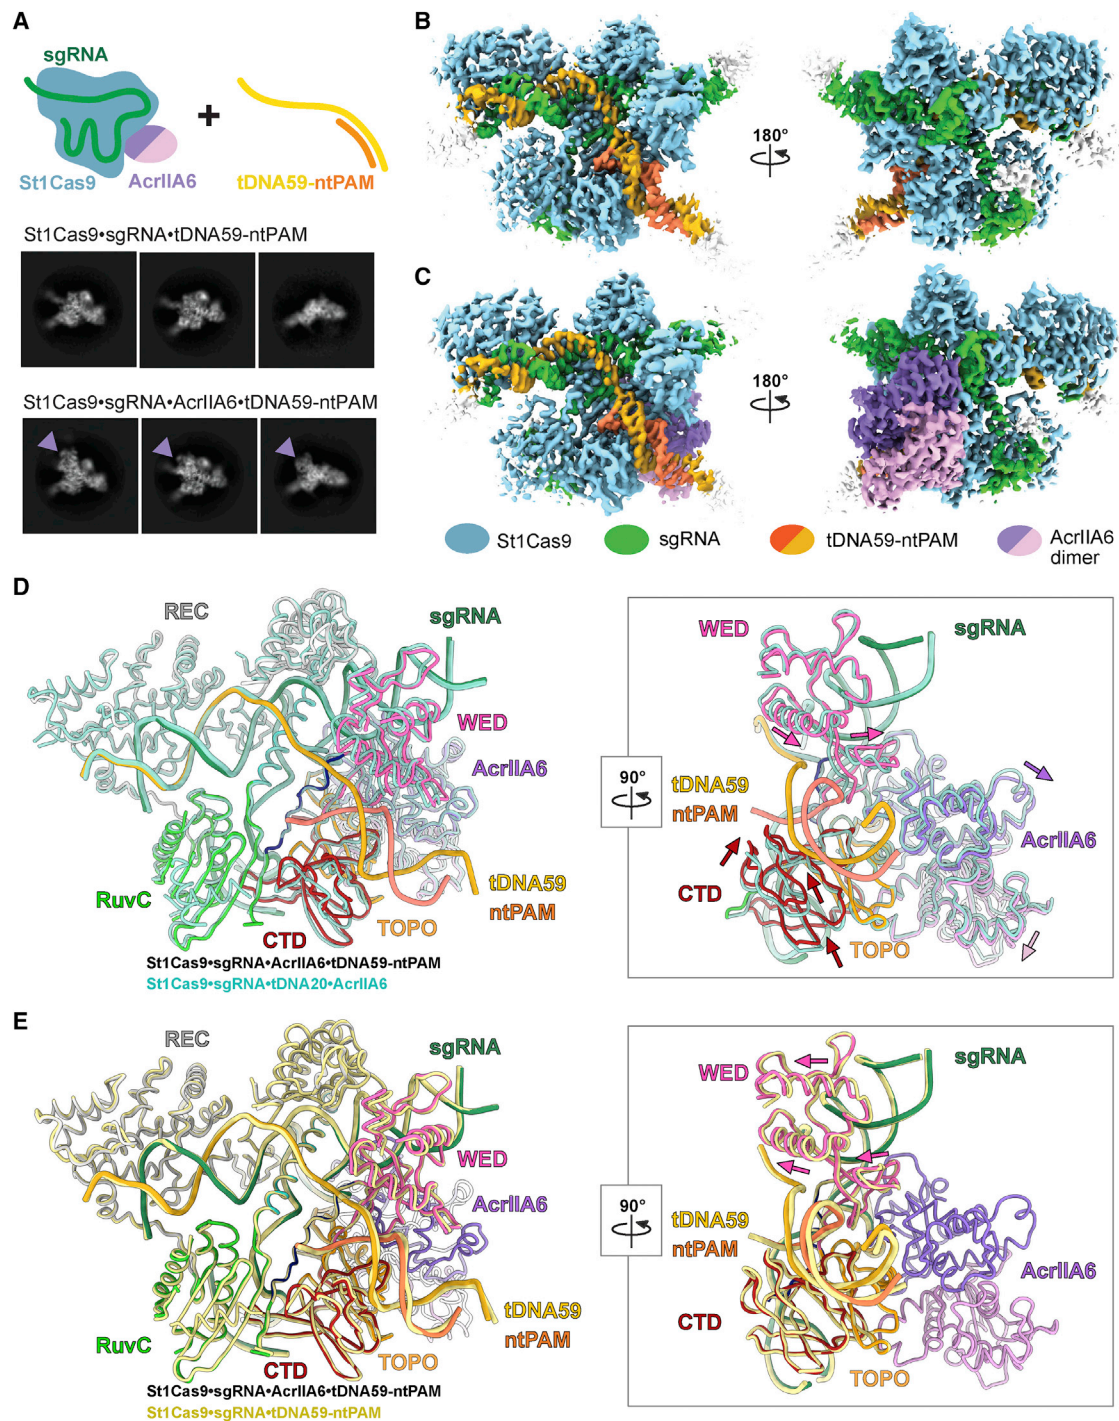 A
sgRNA
St1Cas9
AcrIIA6
+
tDNA59-ntPAM
St1Cas9•sgRNA•tDNA59-ntPAM
St1Cas9•sgRNA•AcrIIA6•tDNA59-ntPAM
B
180°
C
180°
St1Cas9
sgRNA
tDNA59-ntPAM
AcrIIA6
dimer
D
REC
sgRNA
WED
AcrIIA6
RuvC
CTD
TOPO
tDNA59
ntPAM
St1Cas9•sgRNA•AcrIIA6•tDNA59-ntPAM
St1Cas9•sgRNA•tDNA20•AcrIIA6
90°
WED
sgRNA
tDNA59
ntPAM
AcrIIA6
CTD
TOPO
E
REC
sgRNA
WED
AcrIIA6
RuvC
CTD
TOPO
tDNA59
ntPAM
St1Cas9•sgRNA•AcrIIA6•tDNA59-ntPAM
St1Cas9•sgRNA•tDNA59-ntPAM
90°
WED
sgRNA
tDNA59
ntPAM
AcrIIA6
CTD
TOPO